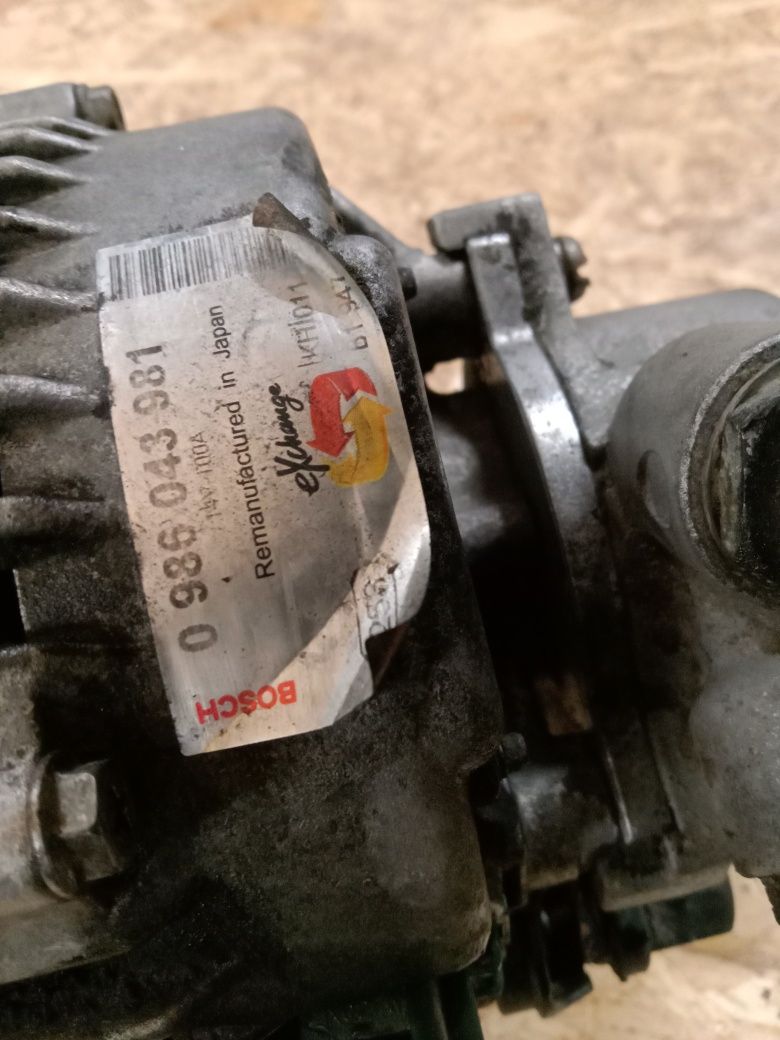 BOSCH
0 986 043 981
14V 100A
Remanufactured in Japan
eXchange